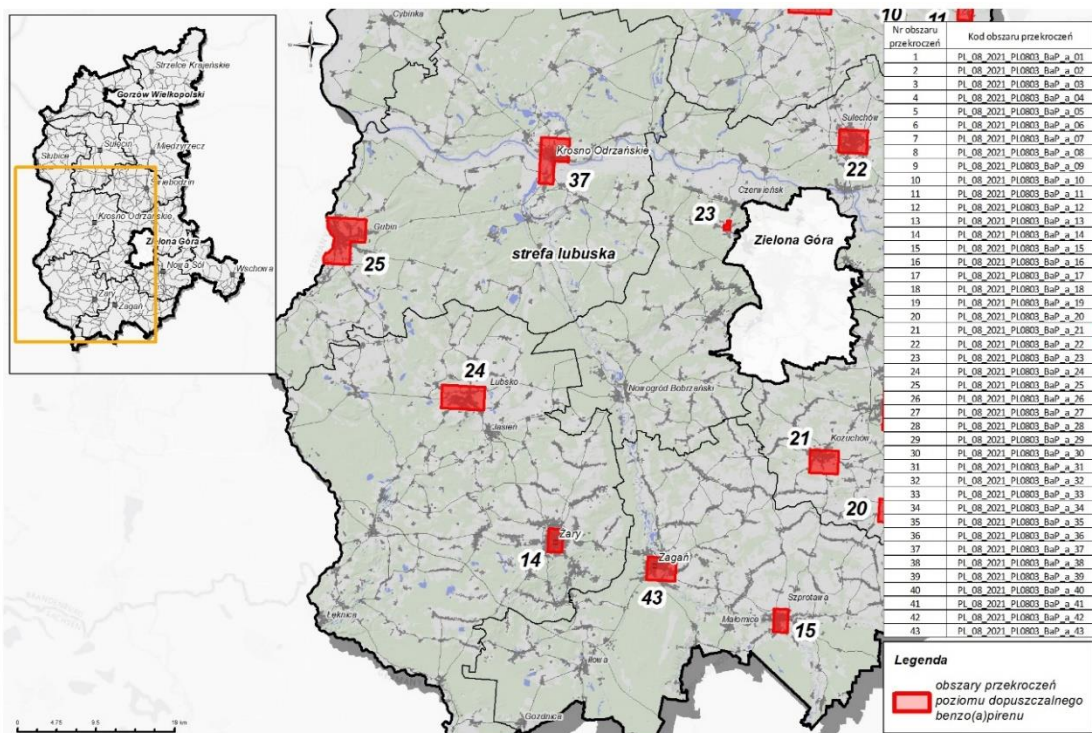 Strzelce Krajeńskie
Gorzów Wielkopolski
Sulęcin
Międzyrzecz
Słubice
Świebodzin
Krosno Odrzańskie
Zielona Góra
Nowa Sól
Wschowa
Żary
Żagań
Cybinka
10
11
Sulechów
22
Krosno Odrzańskie
37
Czerwieńsk
23
Zielona Góra
Gubin
25
strefa lubuska
24
Lubsko
Jasień
Nowogród Bobrzański
21
Kożuchów
20
Żary
14
Żagań
43
Szprotawa
Małomice
15
Łeknica
Iłowa
Gozdnica
0 4.75 9.5 19 km
Nr obszaru przekroczeń Kod obszaru przekroczeń
1 PL_08_2021_PL0803_BaP_a_01
2 PL_08_2021_PL0803_BaP_a_02
3 PL_08_2021_PL0803_BaP_a_03
4 PL_08_2021_PL0803_BaP_a_04
5 PL_08_2021_PL0803_BaP_a_05
6 PL_08_2021_PL0803_BaP_a_06
7 PL_08_2021_PL0803_BaP_a_07
8 PL_08_2021_PL0803_BaP_a_08
9 PL_08_2021_PL0803_BaP_a_09
10 PL_08_2021_PL0803_BaP_a_10
11 PL_08_2021_PL0803_BaP_a_11
12 PL_08_2021_PL0803_BaP_a_12
13 PL_08_2021_PL0803_BaP_a_13
14 PL_08_2021_PL0803_BaP_a_14
15 PL_08_2021_PL0803_BaP_a_15
16 PL_08_2021_PL0803_BaP_a_16
17 PL_08_2021_PL0803_BaP_a_17
18 PL_08_2021_PL0803_BaP_a_18
19 PL_08_2021_PL0803_BaP_a_19
20 PL_08_2021_PL0803_BaP_a_20
21 PL_08_2021_PL0803_BaP_a_21
22 PL_08_2021_PL0803_BaP_a_22
23 PL_08_2021_PL0803_BaP_a_23
24 PL_08_2021_PL0803_BaP_a_24
25 PL_08_2021_PL0803_BaP_a_25
26 PL_08_2021_PL0803_BaP_a_26
27 PL_08_2021_PL0803_BaP_a_27
28 PL_08_2021_PL0803_BaP_a_28
29 PL_08_2021_PL0803_BaP_a_29
30 PL_08_2021_PL0803_BaP_a_30
31 PL_08_2021_PL0803_BaP_a_31
32 PL_08_2021_PL0803_BaP_a_32
33 PL_08_2021_PL0803_BaP_a_33
34 PL_08_2021_PL0803_BaP_a_34
35 PL_08_2021_PL0803_BaP_a_35
36 PL_08_2021_PL0803_BaP_a_36
37 PL_08_2021_PL0803_BaP_a_37
38 PL_08_2021_PL0803_BaP_a_38
39 PL_08_2021_PL0803_BaP_a_39
40 PL_08_2021_PL0803_BaP_a_40
41 PL_08_2021_PL0803_BaP_a_41
42 PL_08_2021_PL0803_BaP_a_42
43 PL_08_2021_PL0803_BaP_a_43
Legenda
obszary przekroczeń
poziomu dopuszczalnego
benzo(a)pirenu